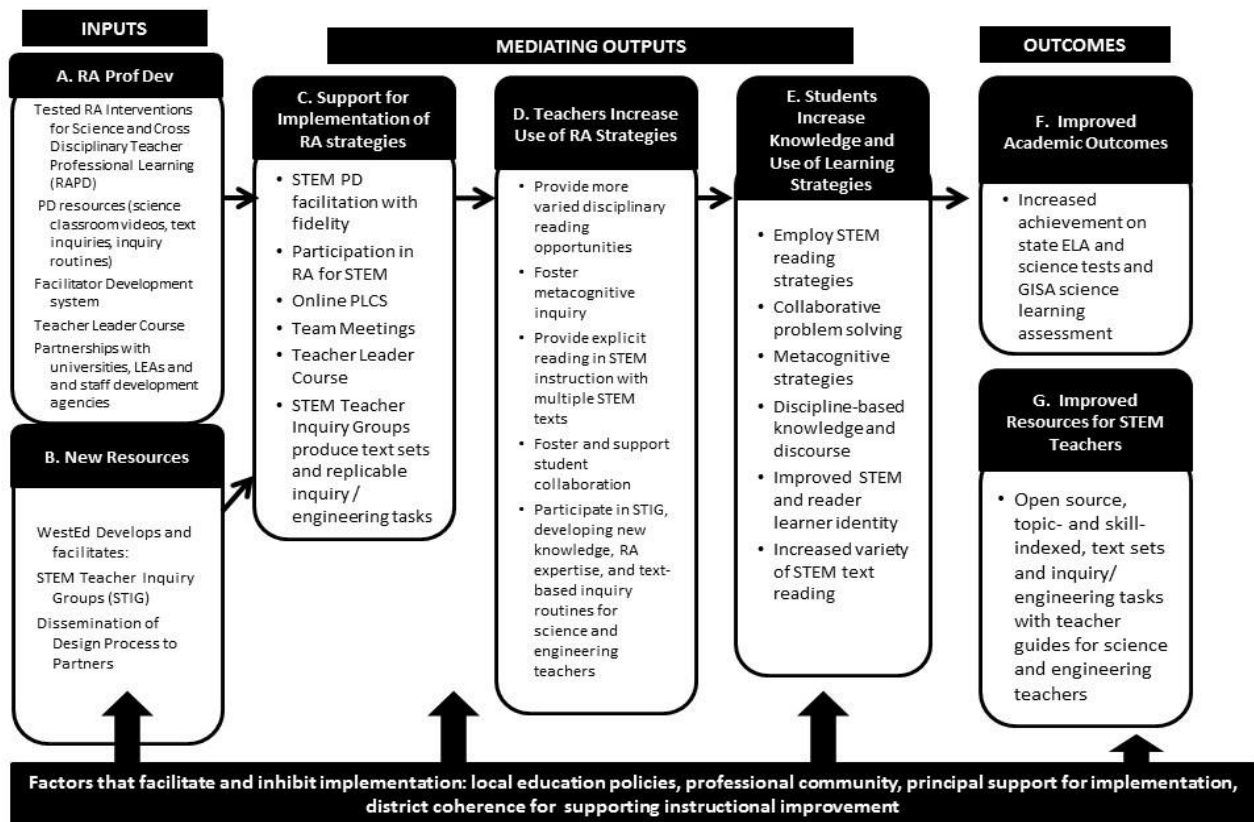 INPUTS
MEDIATING OUTPUTS
OUTCOMES
A. RA Prof Dev
Tested RA Interventions
for Science and Cross
Disciplinary Teacher
Professional Learning
(RAPD)
PD resources (science
classroom videos, text
inquiries, inquiry
routines)
Facilitator Development
system
Teacher Leader Course
Partnerships with
universities, LEAs and
and staff development
agencies
B. New Resources
WestEd Develops and
facilitates:
STEM Teacher Inquiry
Groups (STIG)
Dissemination of
Design Process to
Partners
C. Support for
Implementation of
RA strategies
• STEM PD
facilitation with
fidelity
• Participation in
RA for STEM
• Online PLCS
• Team Meetings
• Teacher Leader
Course
• STEM Teacher
Inquiry Groups
produce text sets
and replicable
inquiry /
engineering tasks
D. Teachers Increase
Use of RA Strategies
• Provide more
varied disciplinary
reading
opportunities
• Foster
metacognitive
inquiry
• Provide explicit
reading in STEM
instruction with
multiple STEM
texts
• Foster and support
student
collaboration
• Participate in STIG,
developing new
knowledge, RA
expertise, and text-
based inquiry
routines for
science and
engineering
teachers
E. Students
Increase
Knowledge and
Use of Learning
Strategies
• Employ STEM
reading
strategies
• Collaborative
problem solving
• Metacognitive
strategies
• Discipline-based
knowledge and
discourse
• Improved STEM
and reader
learner identity
• Increased variety
of STEM text
reading
F. Improved
Academic Outcomes
• Increased
achievement on
state ELA and
science tests and
GISA science
learning
assessment
G. Improved
Resources for STEM
Teachers
• Open source,
topic- and skill-
indexed, text sets
and inquiry/
engineering tasks
with teacher
guides for science
and engineering
teachers
Factors that facilitate and inhibit implementation: local education policies, professional community, principal support for implementation,
district coherence for supporting instructional improvement